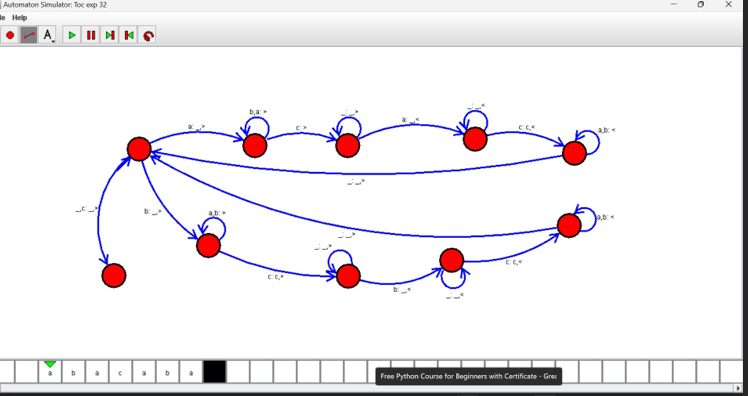 Automaton Simulator: Toc exp 32
le Help
A
b,a: >
_: _,>
_: _,<
a: _,>
c: >
a: _,<
c: c,<
a,b: <
_: _,>
_,c: _,>
b: _,>
a,b: >
_: _,>
a,b: <
_: _,>
c: c,>
b: _,<
c: c,<
_: _,<
a b a c a b a
Free Python Course for Beginners with Certificate - Grea